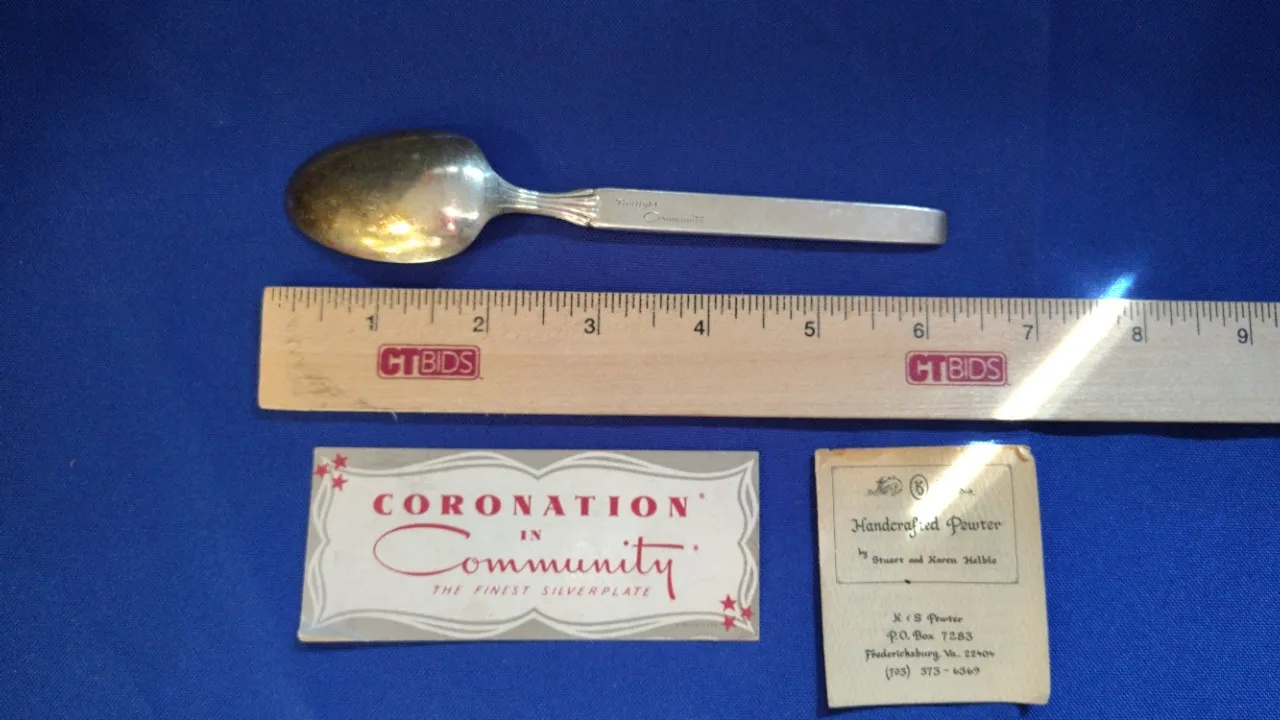 Twilight
Community
1 2 3 4 5 6 7 8 9
CTBIDS CTBIDS
CORONATION
IN
Community
THE FINEST SILVERPLATE
Handcrafted Pewter
by Stuart and Karen Helble
K & S Pewter
P.O. Box 7283
Fredericksburg, Va. 22404
(703) 373-6369